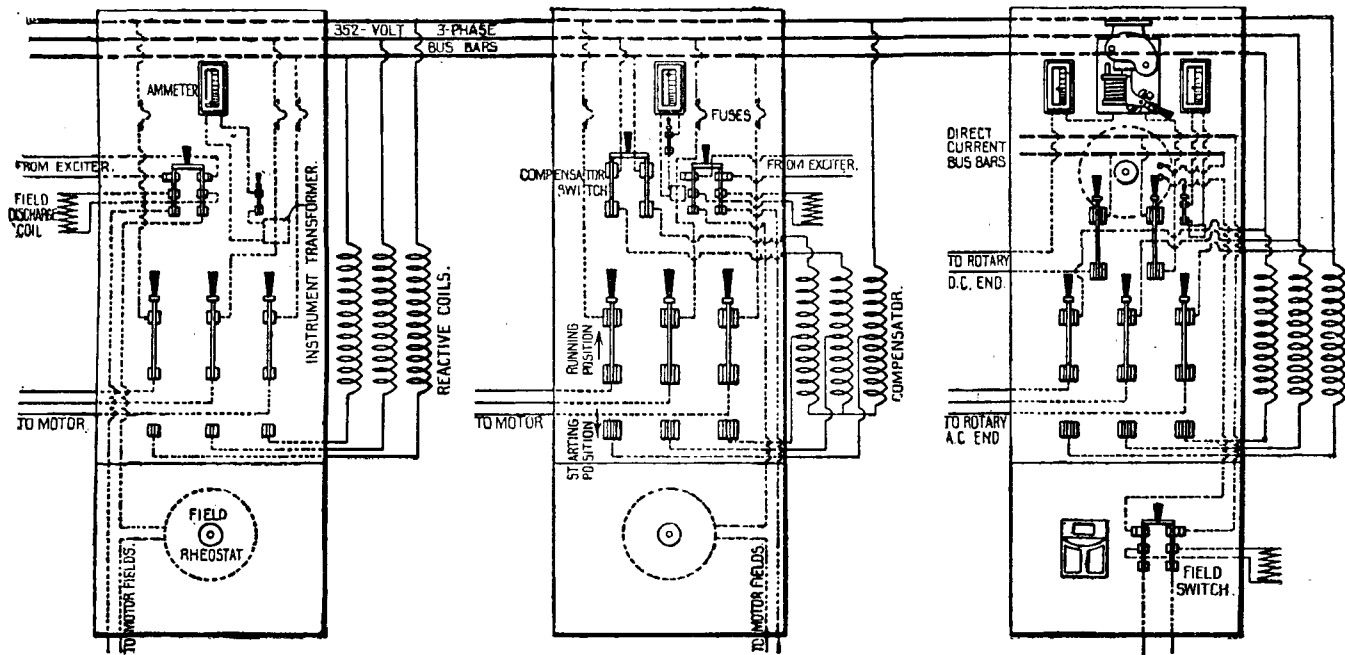 352-VOLT 3-PHASE
BUS BARS
AMMETER
FROM EXCITER.
FIELD
DISCHARGE
COIL
INSTRUMENT TRANSFORMER.
REACTIVE COILS.
TO MOTOR.
FIELD
RHEOSTAT
TO MOTOR FIELDS.
FUSES
COMPENSATOR
SWITCH
FROM EXCITER.
RUNNING
POSITION
STARTING
POSITION
COMPENSATOR.
TO MOTOR
TO MOTOR FIELDS.
DIRECT
CURRENT
BUS BARS
TO ROTARY
D.C. END.
TO ROTARY
A.C. END
FIELD
SWITCH.